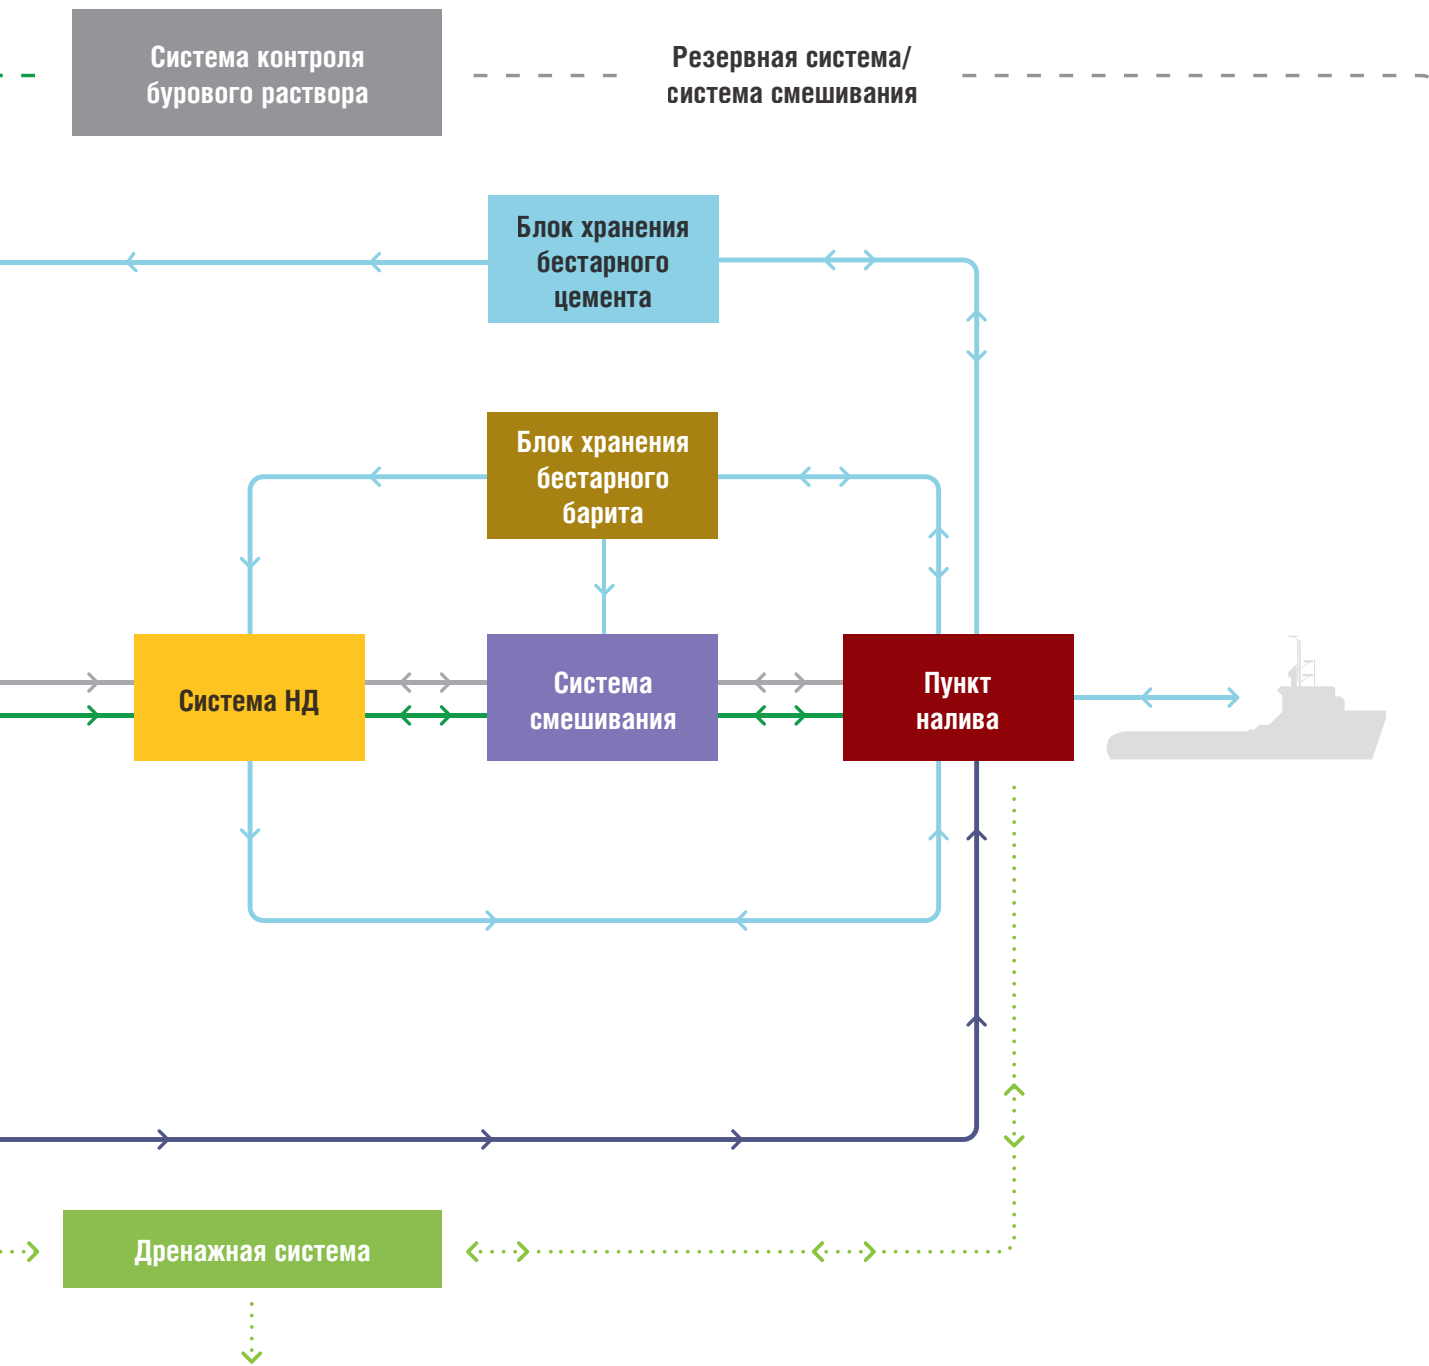 Система контроля
бурового раствора
Резервная система/
система смешивания
Блок хранения
бестарного
цемента
Блок хранения
бестарного
барита
Система НД
Система
смешивания
Пункт
налива
Дренажная система